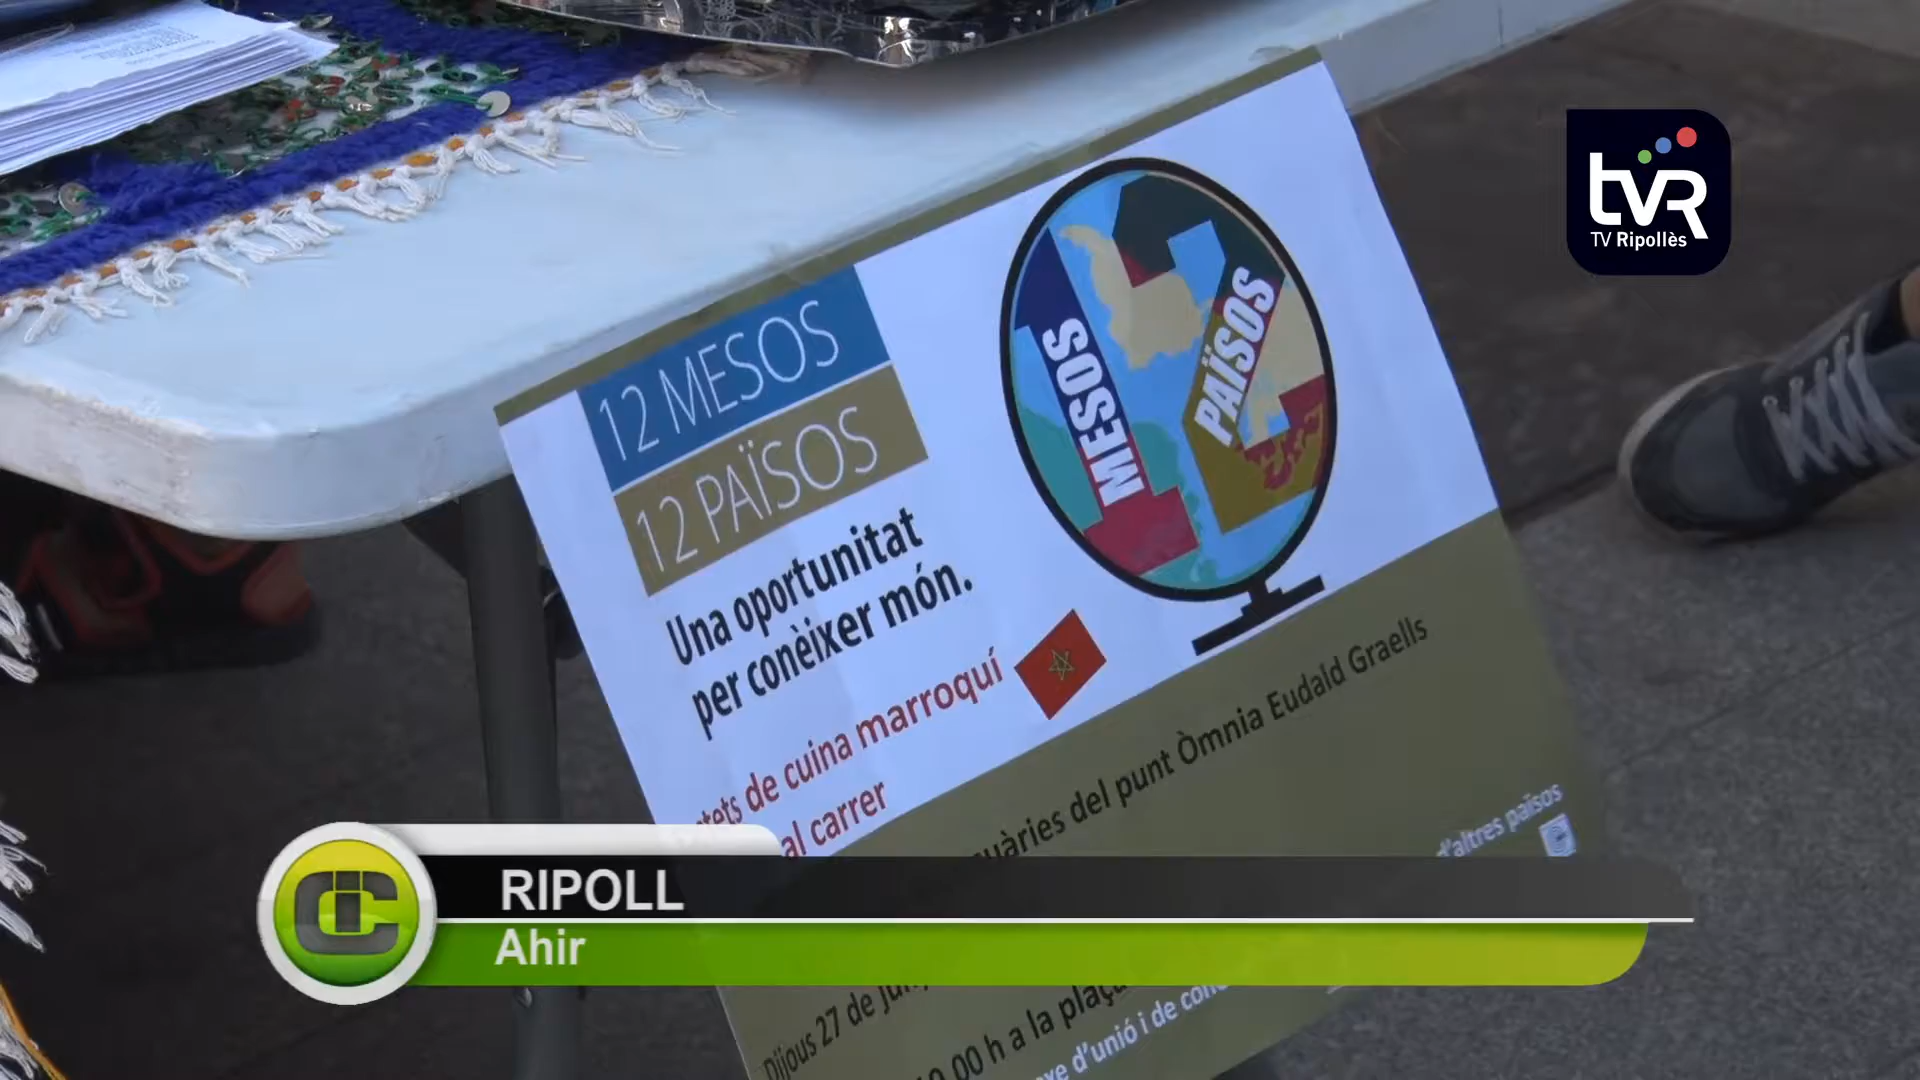 tvR
TV Ripollès
12 MESOS
12 PAÏSOS
MESOS
PAÏSOS
Una oportunitat
per conèixer món.
de cuina marroquí
al carrer
del punt Òmnia Eudald Graells
d'altres països
RIPOLL
Ahir
Dijous 27 de
h a la plaça
d'unió i de